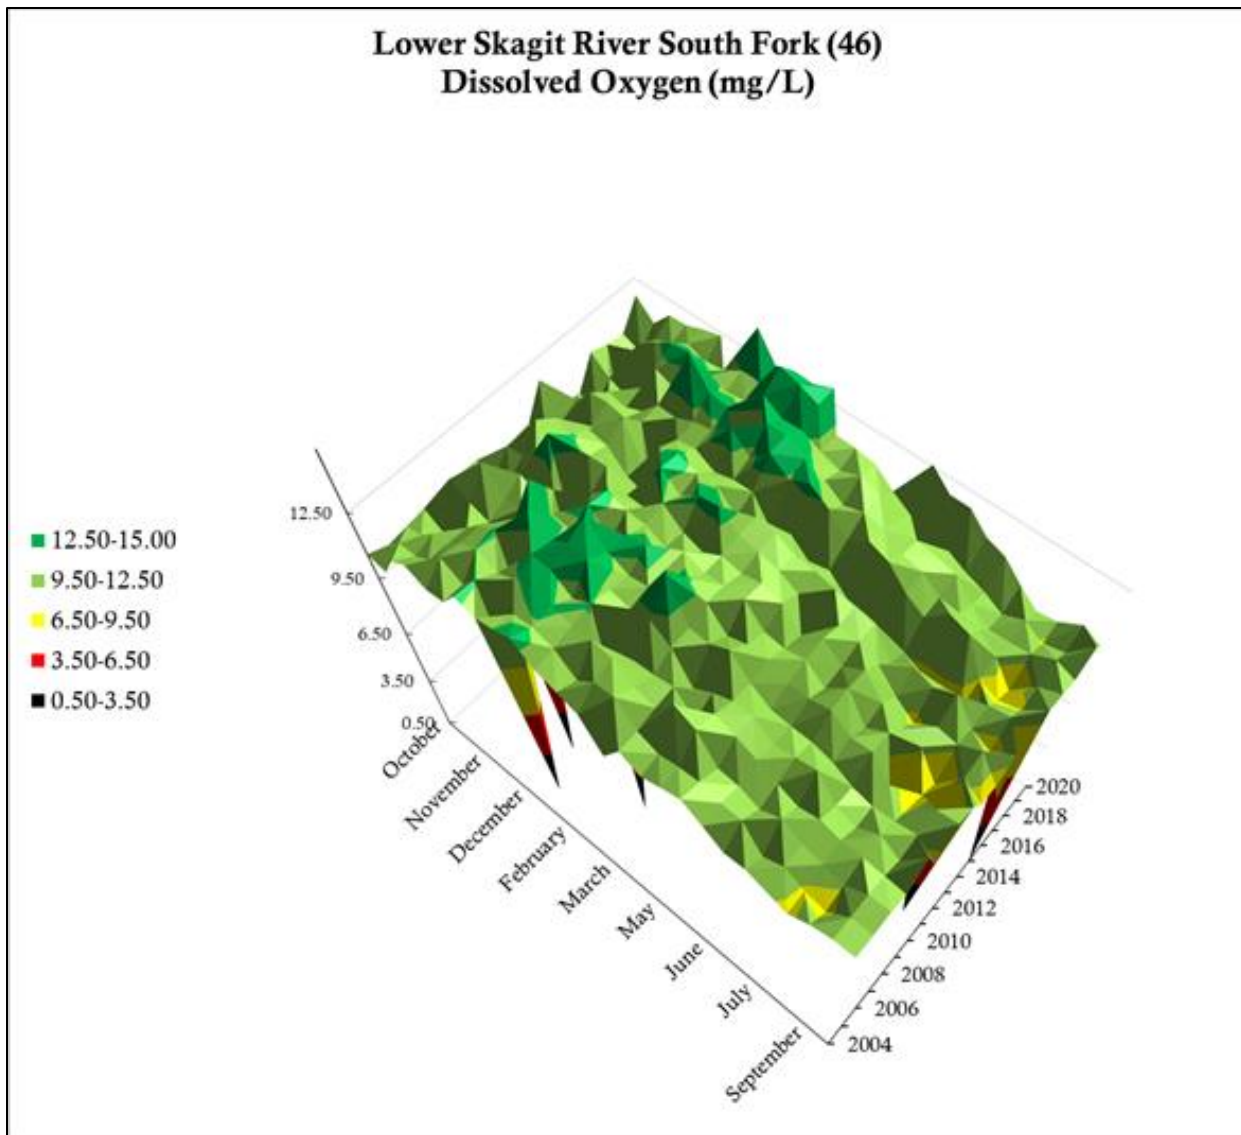 Lower Skagit River South Fork (46)
Dissolved Oxygen (mg/L)
12.50
9.50
6.50
3.50
0.50
12.50-15.00
9.50-12.50
6.50-9.50
3.50-6.50
0.50-3.50
October
November
December
February
March
May
June
July
September
2020
2018
2016
2014
2012
2010
2008
2006
2004